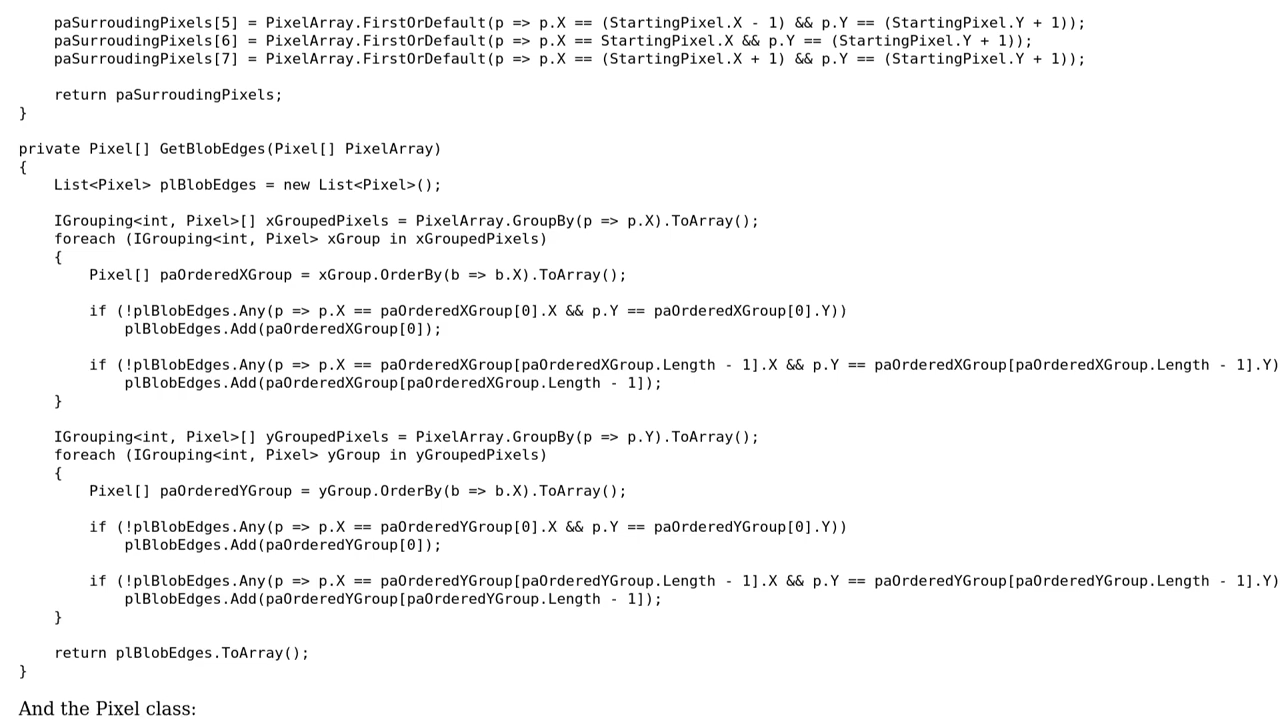 paSurroudingPixels[5] = PixelArray.FirstOrDefault(p => p.X == (StartingPixel.X - 1) && p.Y == (StartingPixel.Y + 1));
    paSurroudingPixels[6] = PixelArray.FirstOrDefault(p => p.X == StartingPixel.X && p.Y == (StartingPixel.Y + 1));
    paSurroudingPixels[7] = PixelArray.FirstOrDefault(p => p.X == (StartingPixel.X + 1) && p.Y == (StartingPixel.Y + 1));

    return paSurroudingPixels;
}

private Pixel[] GetBlobEdges(Pixel[] PixelArray)
{
    List<Pixel> plBlobEdges = new List<Pixel>();

    IGrouping<int, Pixel>[] xGroupedPixels = PixelArray.GroupBy(p => p.X).ToArray();
    foreach (IGrouping<int, Pixel> xGroup in xGroupedPixels)
    {
        Pixel[] paOrderedXGroup = xGroup.OrderBy(b => b.X).ToArray();

        if (!plBlobEdges.Any(p => p.X == paOrderedXGroup[0].X && p.Y == paOrderedXGroup[0].Y))
            plBlobEdges.Add(paOrderedXGroup[0]);

        if (!plBlobEdges.Any(p => p.X == paOrderedXGroup[paOrderedXGroup.Length - 1].X && p.Y == paOrderedXGroup[paOrderedXGroup.Length - 1].Y)
            plBlobEdges.Add(paOrderedXGroup[paOrderedXGroup.Length - 1]);
    }

    IGrouping<int, Pixel>[] yGroupedPixels = PixelArray.GroupBy(p => p.Y).ToArray();
    foreach (IGrouping<int, Pixel> yGroup in yGroupedPixels)
    {
        Pixel[] paOrderedYGroup = yGroup.OrderBy(b => b.X).ToArray();

        if (!plBlobEdges.Any(p => p.X == paOrderedYGroup[0].X && p.Y == paOrderedYGroup[0].Y))
            plBlobEdges.Add(paOrderedYGroup[0]);

        if (!plBlobEdges.Any(p => p.X == paOrderedYGroup[paOrderedYGroup.Length - 1].X && p.Y == paOrderedYGroup[paOrderedYGroup.Length - 1].Y)
            plBlobEdges.Add(paOrderedYGroup[paOrderedYGroup.Length - 1]);
    }

    return plBlobEdges.ToArray();
}

And the Pixel class: